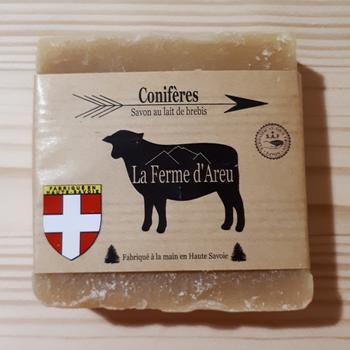 Conifères
Savon au lait de brebis
La Ferme d'Areu
Fabriqué à la main en Haute Savoie